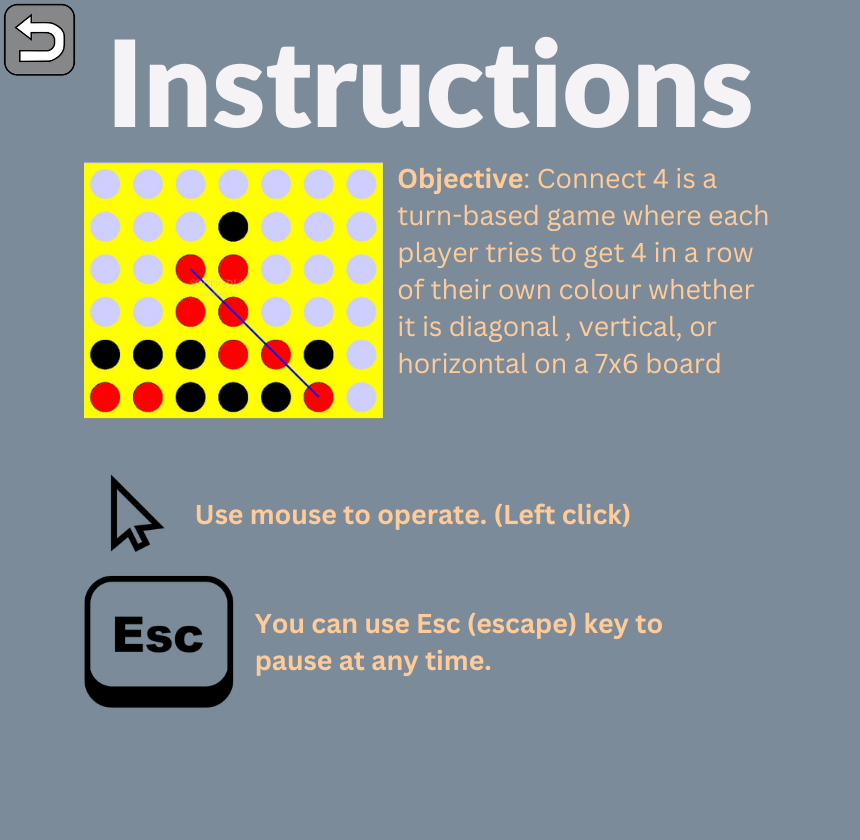 Instructions
Objective: Connect 4 is a
turn-based game where each
player tries to get 4 in a row
of their own colour whether
it is diagonal , vertical, or
horizontal on a 7x6 board
Use mouse to operate. (Left click)
Esc
You can use Esc (escape) key to
pause at any time.